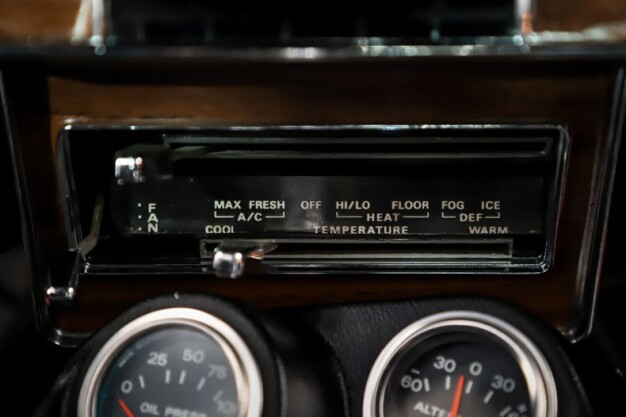 FAN
MAX FRESH OFF HI/LO FLOOR FOG ICE
A/C HEAT DEF
COOL TEMPERATURE WARM
0 25 50 75
OIL PRESS
60 30 0 30
ALTE